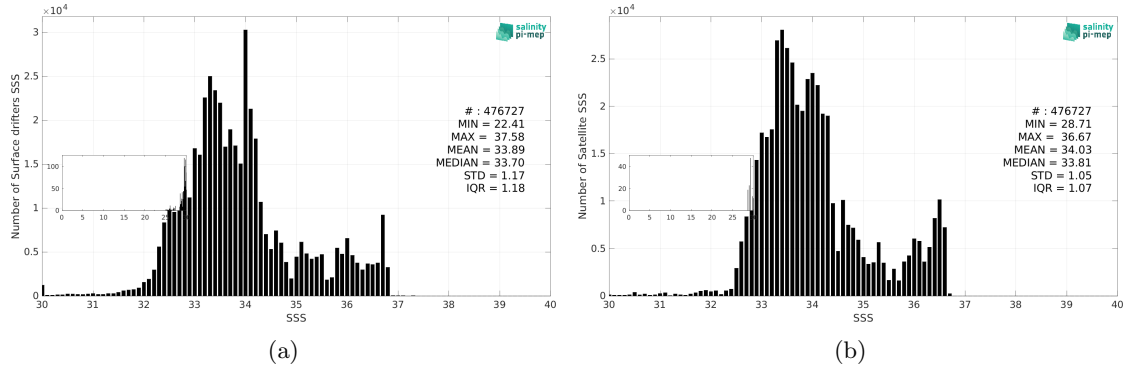 ×10⁴
3
2.5
2
1.5
1
0.5
0
Number of Surface drifters SSS
30 31 32 33 34 35 36 37 38 39 40
SSS
salinity
pi-mep
# : 476727
MIN = 22.41
MAX = 37.58
MEAN = 33.89
MEDIAN = 33.70
STD = 1.17
IQR = 1.18
100
50
0
0 5 10 15 20 25
(a)
×10⁴
2.5
2
1.5
1
0.5
0
Number of Satellite SSS
30 31 32 33 34 35 36 37 38 39 40
SSS
salinity
pi-mep
# : 476727
MIN = 28.71
MAX = 36.67
MEAN = 34.03
MEDIAN = 33.81
STD = 1.05
IQR = 1.07
40
20
0
0 5 10 15 20 25
(b)